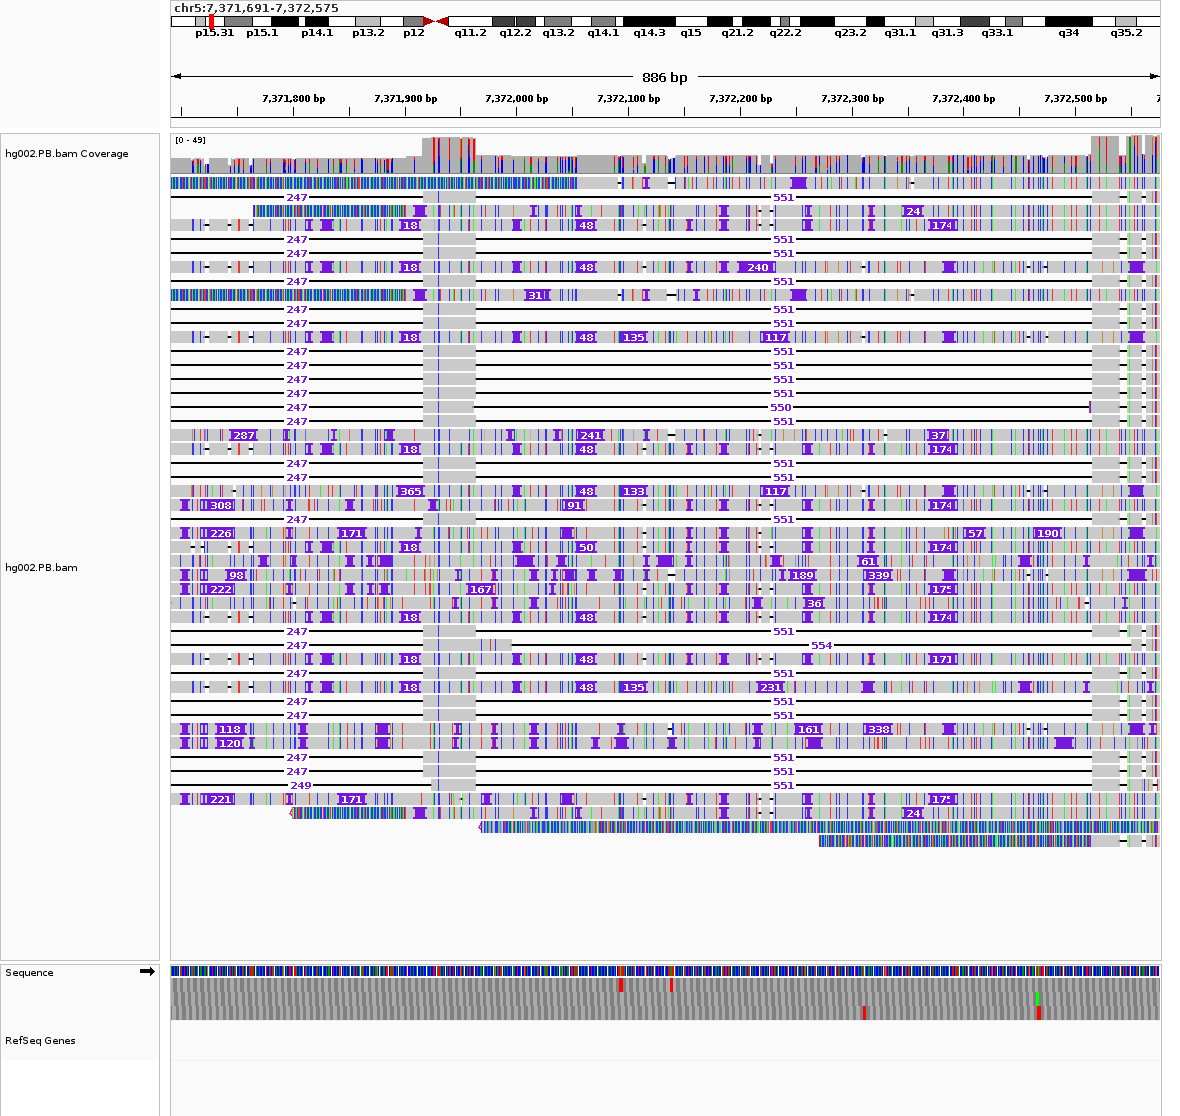 chr5:7,371,691-7,372,575
p15.31 p15.1 p14.1 p13.2 p12 q11.2 q12.2 q13.2 q14.1 q14.3 q15 q21.2 q22.2 q23.2 q31.1 q31.3 q33.1 q34 q35.2
886 bp
7,371,800 bp 7,371,900 bp 7,372,000 bp 7,372,100 bp 7,372,200 bp 7,372,300 bp 7,372,400 bp 7,372,500 bp 7
[0 - 49]
hg002.PB.bam Coverage
247 551
24
18 48 174
247 551
247 551
18 48 240
247 551
31
247 551
247 551
18 48 135 117
247 551
247 551
247 551
247 551
247 550
247 551
287 241 37
18 48 174
247 551
247 551
365 48 133 117
308 91 174
247 551
226 171 57 190
18 50 174
61
hg002.PB.bam
98 189 339
222 167 175
36
18 48 174
247 551
247 554
18 48 171
247 551
18 48 135 231
247 551
247 551
118 161 338
120
247 551
247 551
249 551
221 171 175
24
Sequence
RefSeq Genes